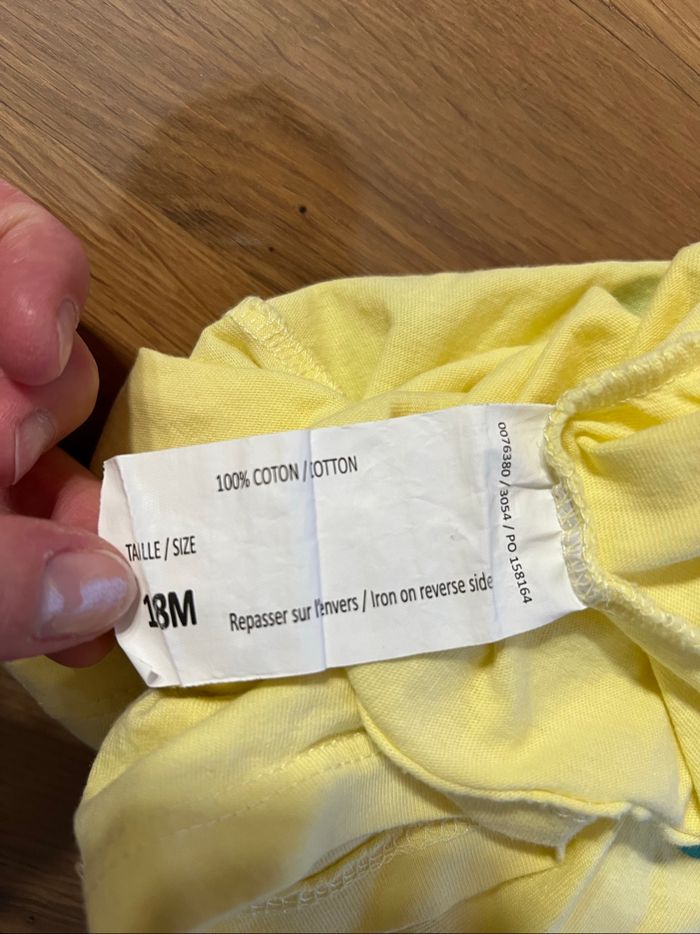 100% COTON / COTTON
TAILLE / SIZE
18M
Repasser sur l'envers / Iron on reverse side
0076380 / 3054 / PO 158164